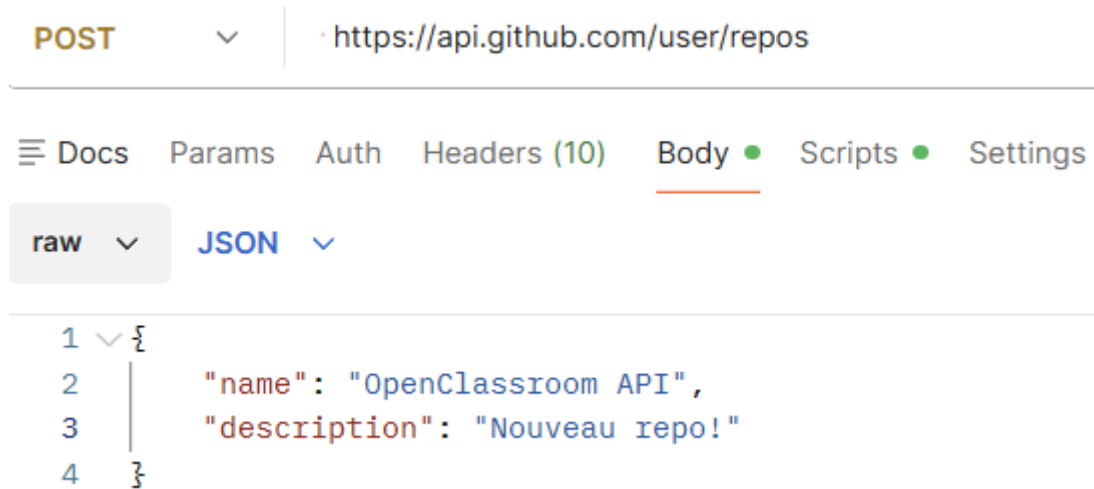 POST https://api.github.com/user/repos
Docs Params Auth Headers (10) Body Scripts Settings
raw JSON
1 {
2 "name": "OpenClassroom API",
3 "description": "Nouveau repo!"
4 }